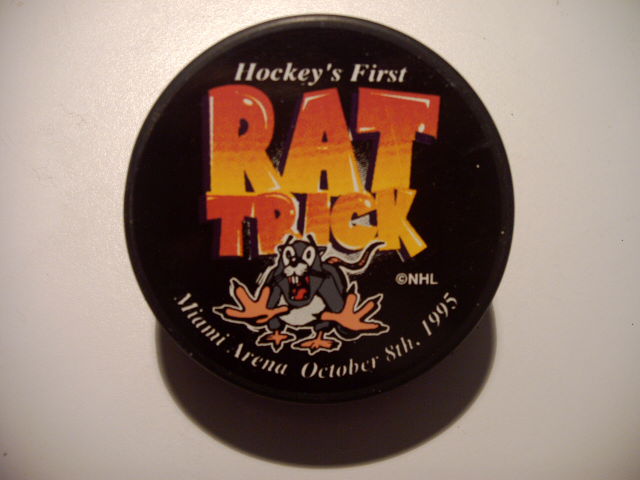 Hockey's First
RAT
TRICK
©NHL
Miami Arena October 8th, 1995